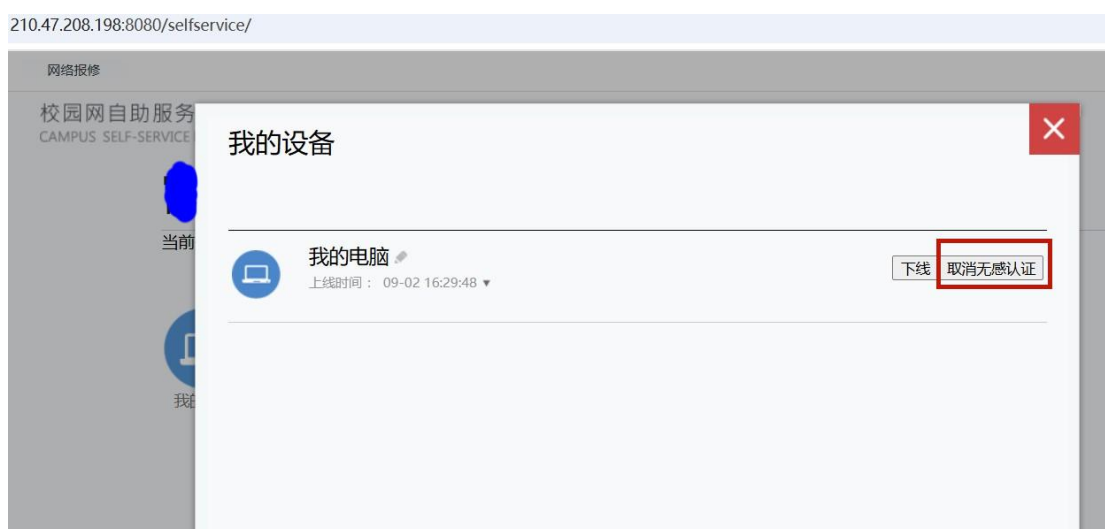 210.47.208.198:8080/selfservice/
网络报修
校园网自助服务
CAMPUS SELF-SERVICE
我的设备
当前
我的电脑
上线时间： 09-02 16:29:48
下线 取消无感认证
我的